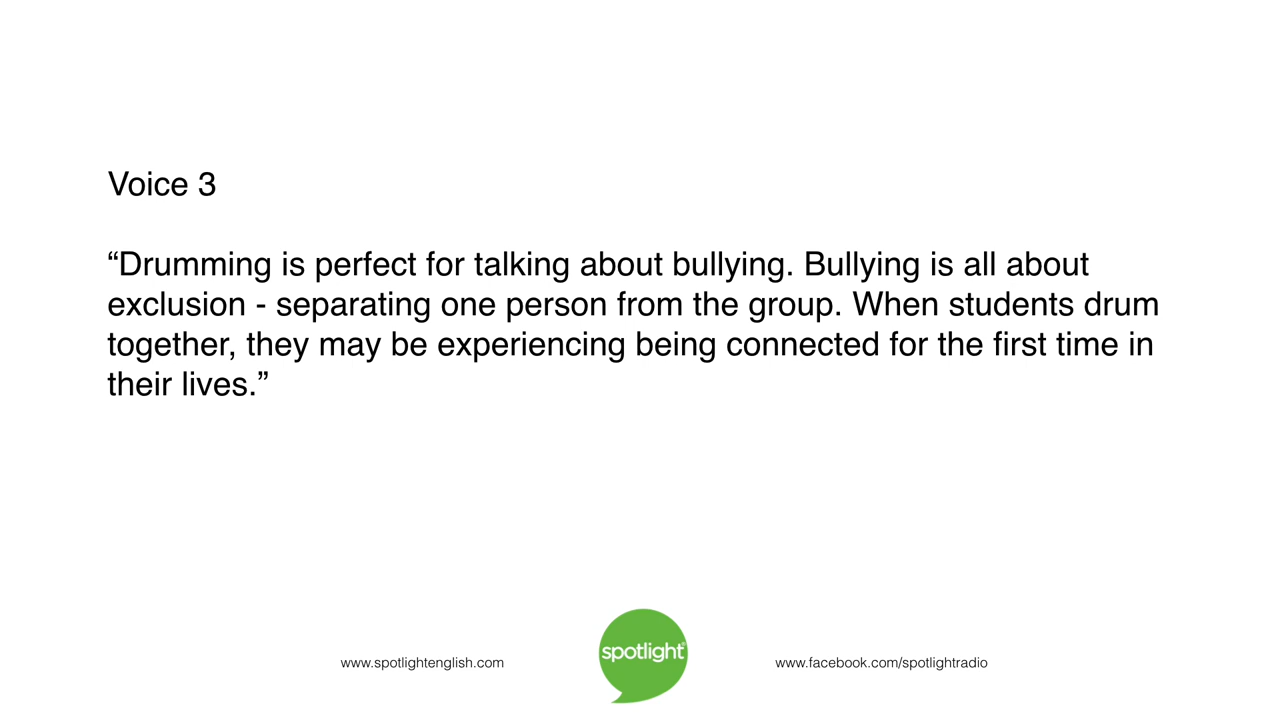 Voice 3
“Drumming is perfect for talking about bullying. Bullying is all about
exclusion - separating one person from the group. When students drum
together, they may be experiencing being connected for the first time in
their lives.”
www.spotlightenglish.com
spotlight®
www.facebook.com/spotlightradio